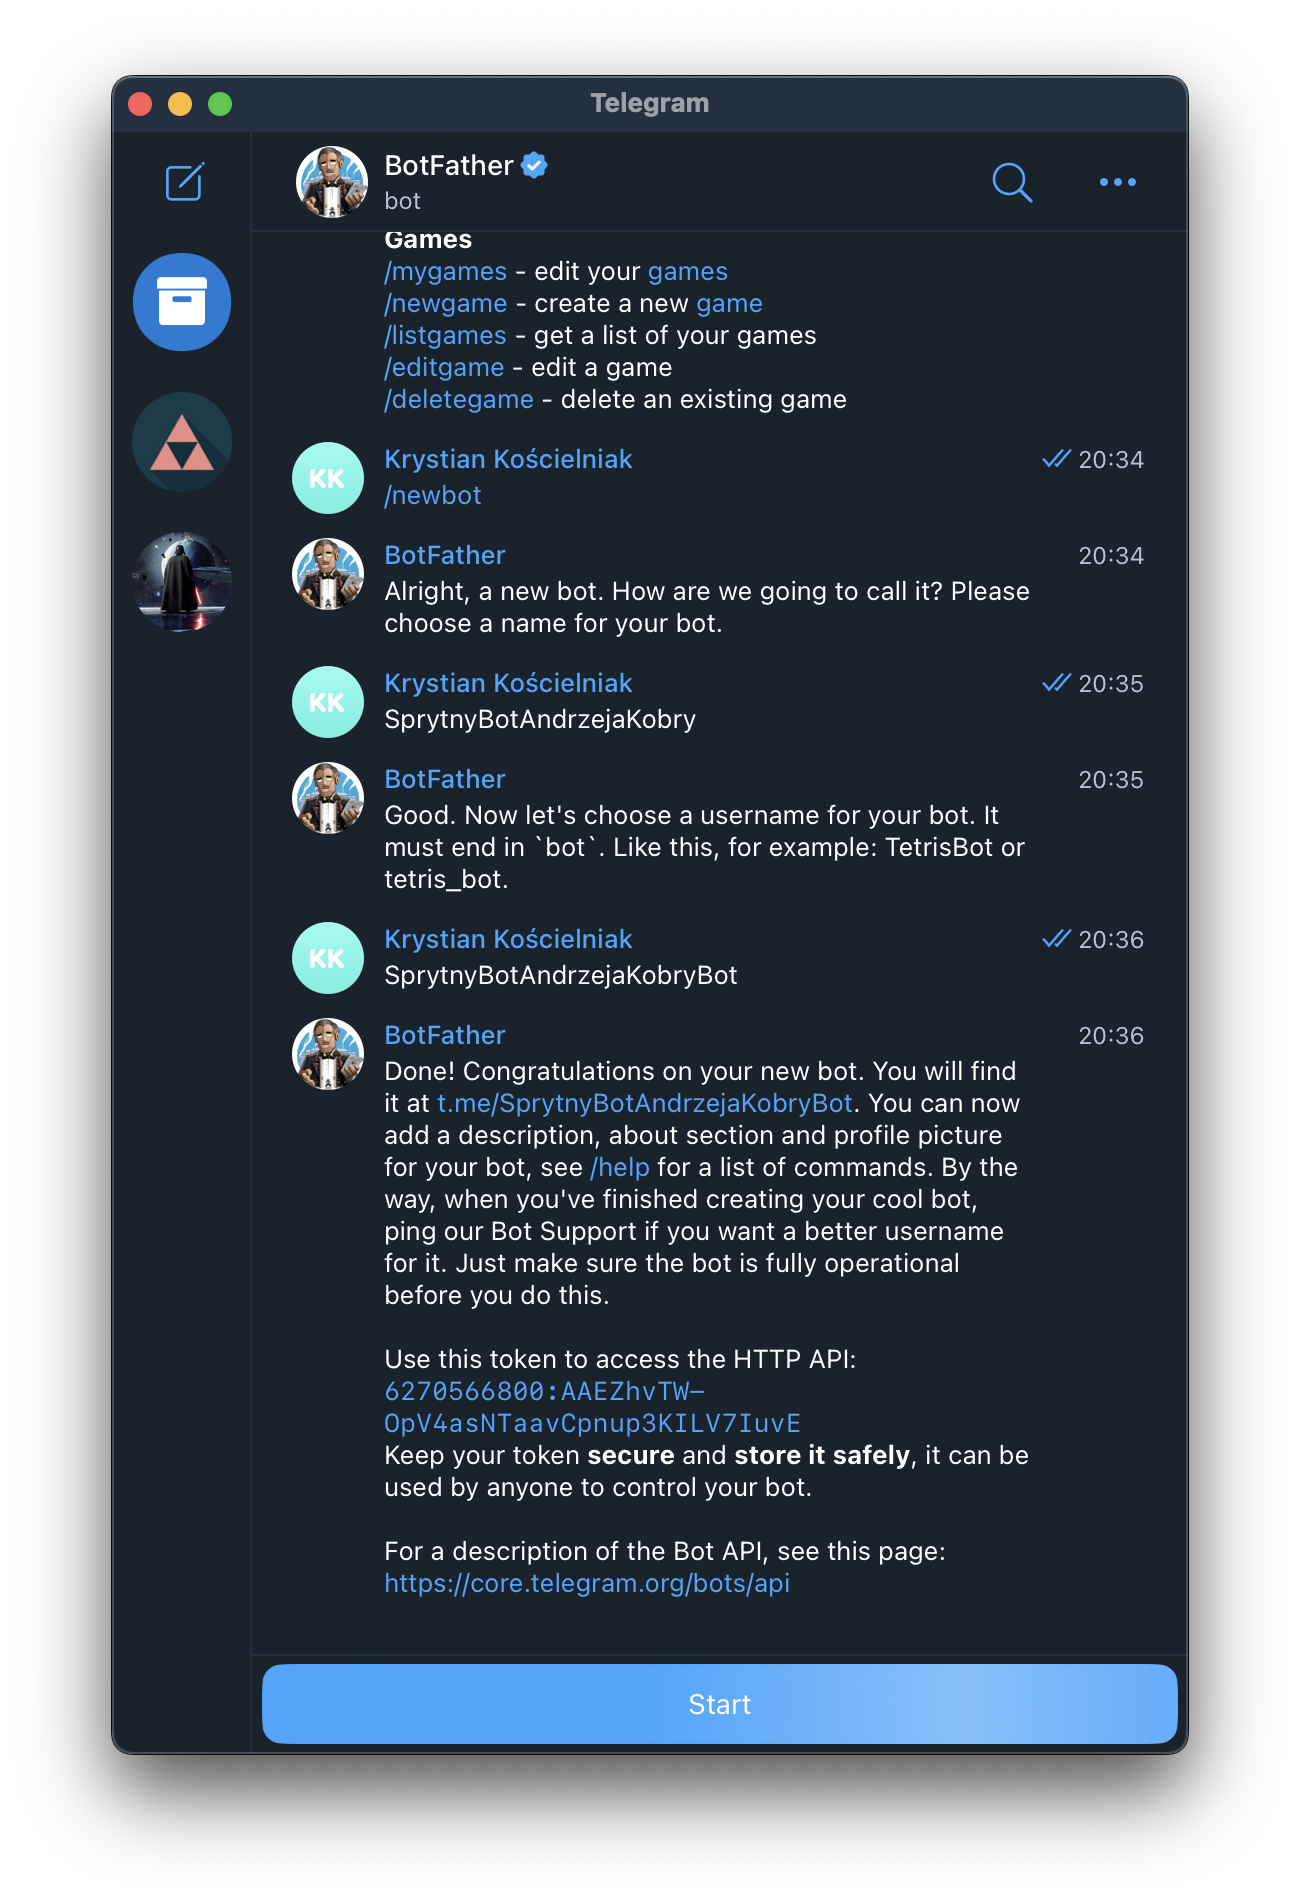 Telegram
BotFather
bot
Games
/mygames - edit your games
/newgame - create a new game
/listgames - get a list of your games
/editgame - edit a game
/deletegame - delete an existing game
KK
Krystian Kościelniak
20:34
/newbot
BotFather
20:34
Alright, a new bot. How are we going to call it? Please
choose a name for your bot.
KK
Krystian Kościelniak
20:35
SprytnyBotAndrzejaKobry
BotFather
20:35
Good. Now let's choose a username for your bot. It
must end in `bot`. Like this, for example: TetrisBot or
tetris_bot.
KK
Krystian Kościelniak
20:36
SprytnyBotAndrzejaKobryBot
BotFather
20:36
Done! Congratulations on your new bot. You will find
it at t.me/SprytnyBotAndrzejaKobryBot. You can now
add a description, about section and profile picture
for your bot, see /help for a list of commands. By the
way, when you've finished creating your cool bot,
ping our Bot Support if you want a better username
for it. Just make sure the bot is fully operational
before you do this.
Use this token to access the HTTP API:
6270566800:AAEZhvTW-
OpV4asNTaavCpnup3KILV7IuvE
Keep your token secure and store it safely, it can be
used by anyone to control your bot.
For a description of the Bot API, see this page:
https://core.telegram.org/bots/api
Start